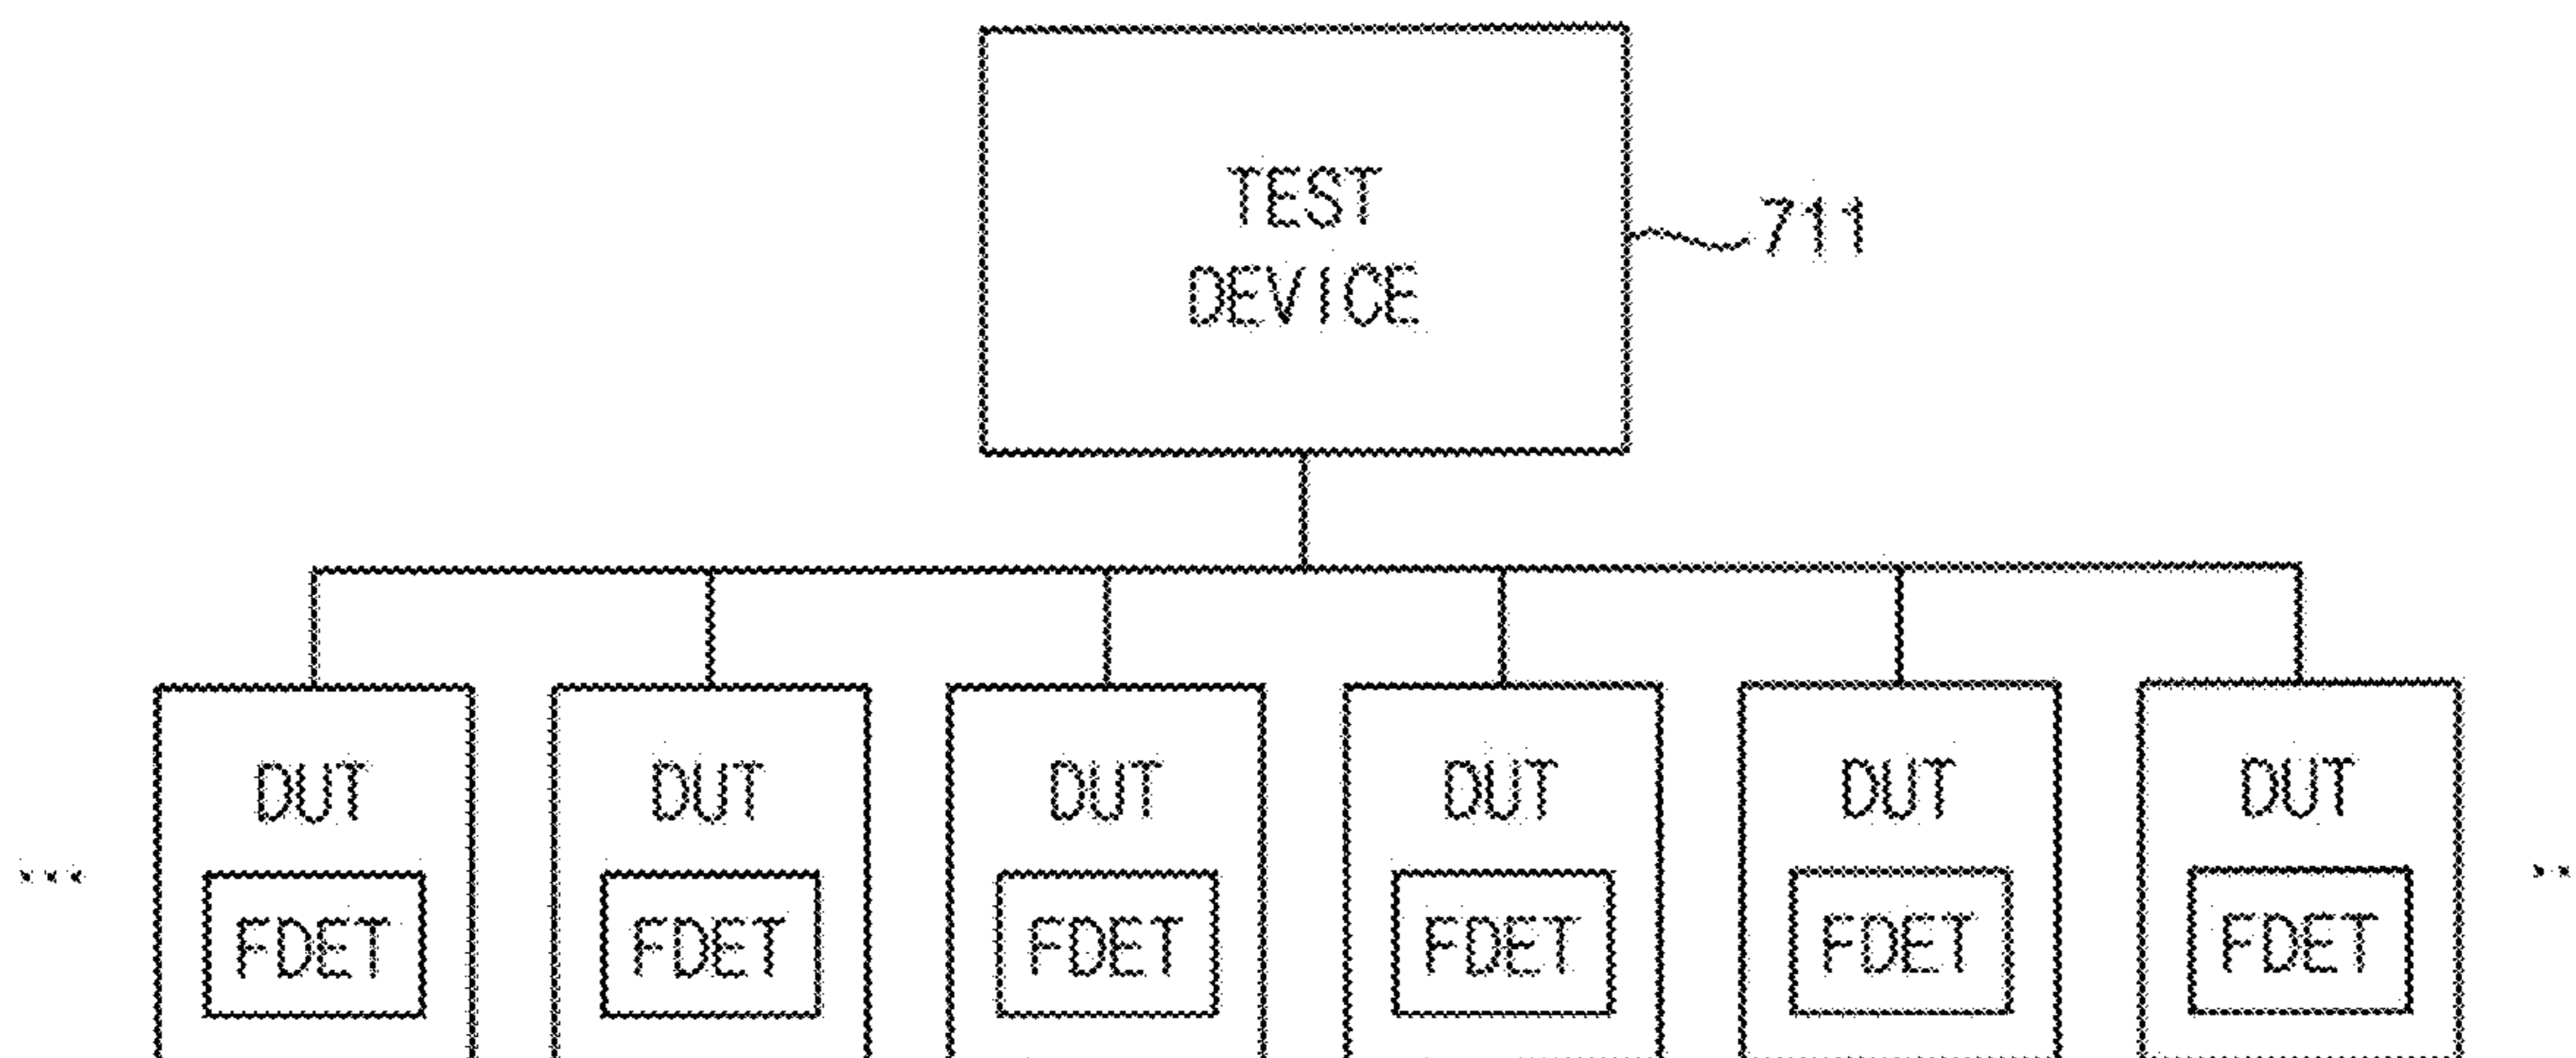 TEST
DEVICE
711
DUT DUT DUT DUT DUT DUT
... ..
FDET FDET FDET FDET FDET FDET